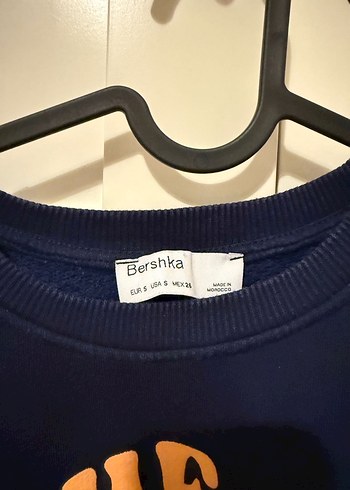 Bershka
EUR S USA S MEX 26
MADE IN
MOROCCO